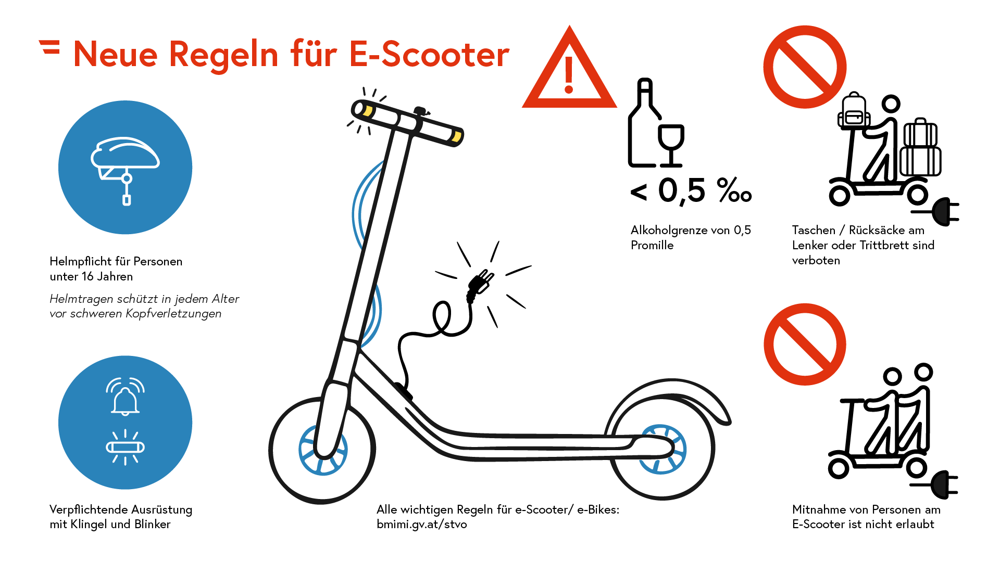 Neue Regeln für E-Scooter
Helmpflicht für Personen
unter 16 Jahren
Helmtragen schützt in jedem Alter
vor schweren Kopfverletzungen
Verpflichtende Ausrüstung
mit Klingel und Blinker
Alle wichtigen Regeln für e-Scooter/ e-Bikes:
bmimi.gv.at/stvo
< 0,5 ‰
Alkoholgrenze von 0,5
Promille
Taschen / Rücksäcke am
Lenker oder Trittbrett sind
verboten
Mitnahme von Personen am
E-Scooter ist nicht erlaubt